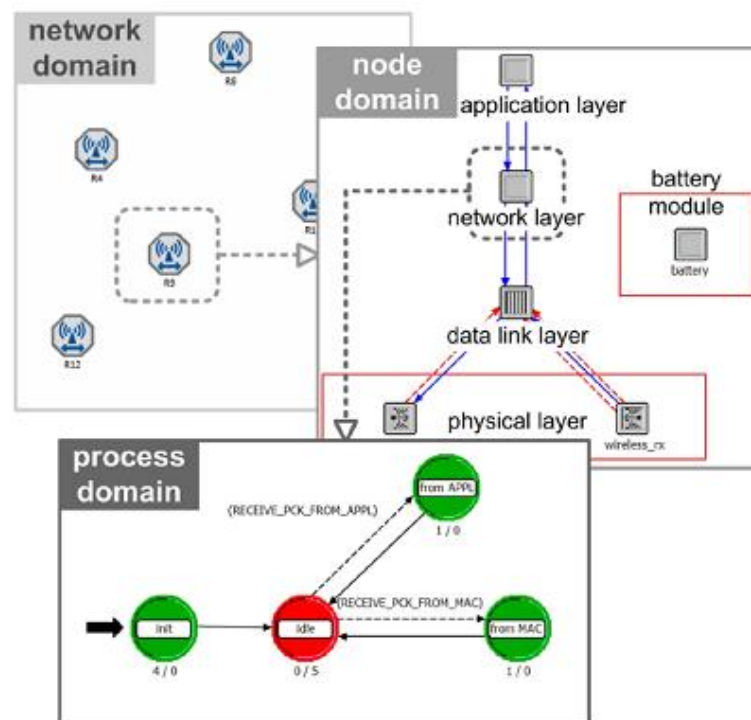 network
domain
R6
R4
R1
R9
R12
node
domain
application layer
network layer
battery
module
battery
data link layer
physical layer
wireless_rx
process
domain
from APPL
(RECEIVE_PCK_FROM_APPL)
1 / 0
(RECEIVE_PCK_FROM_MAC)
init
idle
from MAC
4 / 0
0 / 5
1 / 0